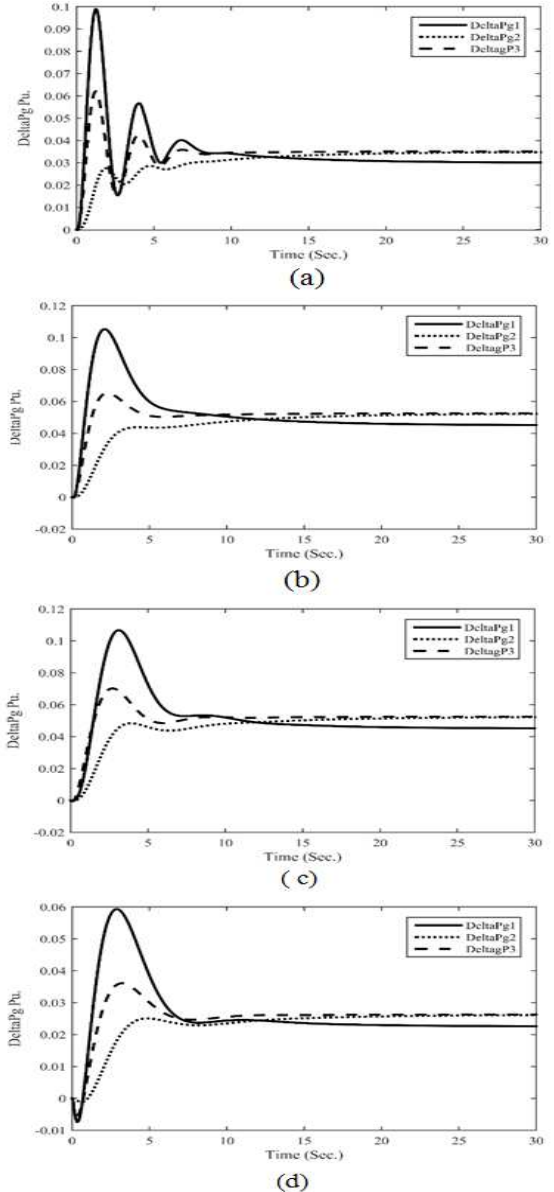 0.1
0.09
0.08
0.07
0.06
0.05
0.04
0.03
0.02
0.01
0
DeltaPg Pu.
DeltaPg1
DeltaPg2
DeltagP3
0 5 10 15 20 25 30
Time (Sec.)
(a)
0.12
0.1
0.08
0.06
0.04
0.02
0
-0.02
DeltaPg Pu.
DeltaPg1
DeltaPg2
DeltagP3
0 5 10 15 20 25 30
Time (Sec.)
(b)
0.12
0.1
0.08
0.06
0.04
0.02
0
-0.02
DeltaPg Pu.
DeltaPg1
DeltaPg2
DeltagP3
0 5 10 15 20 25 30
Time (Sec.)
( c)
0.06
0.05
0.04
0.03
0.02
0.01
0
-0.01
DeltaPg Pu.
DeltaPg1
DeltaPg2
DeltagP3
0 5 10 15 20 25 30
Time (Sec.)
(d)